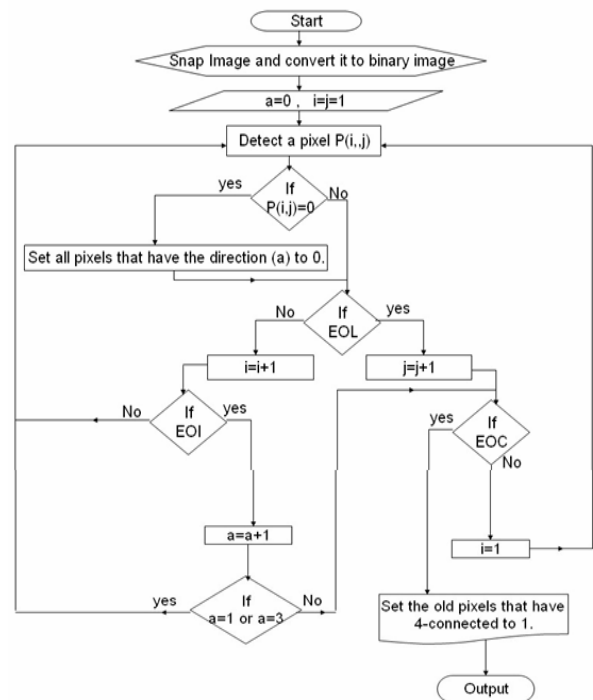 Start
Snap Image and convert it to binary image
a=0 , i=j=1
Detect a pixel P(i,,j)
yes
If
P(i,j)=0
No
Set all pixels that have the direction (a) to 0.
No
If
EOL
yes
i=i+1
j=j+1
No
If
EOI
yes
yes
If
EOC
No
a=a+1
i=1
yes
If
a=1 or a=3
No
Set the old pixels that have
4-connected to 1.
Output